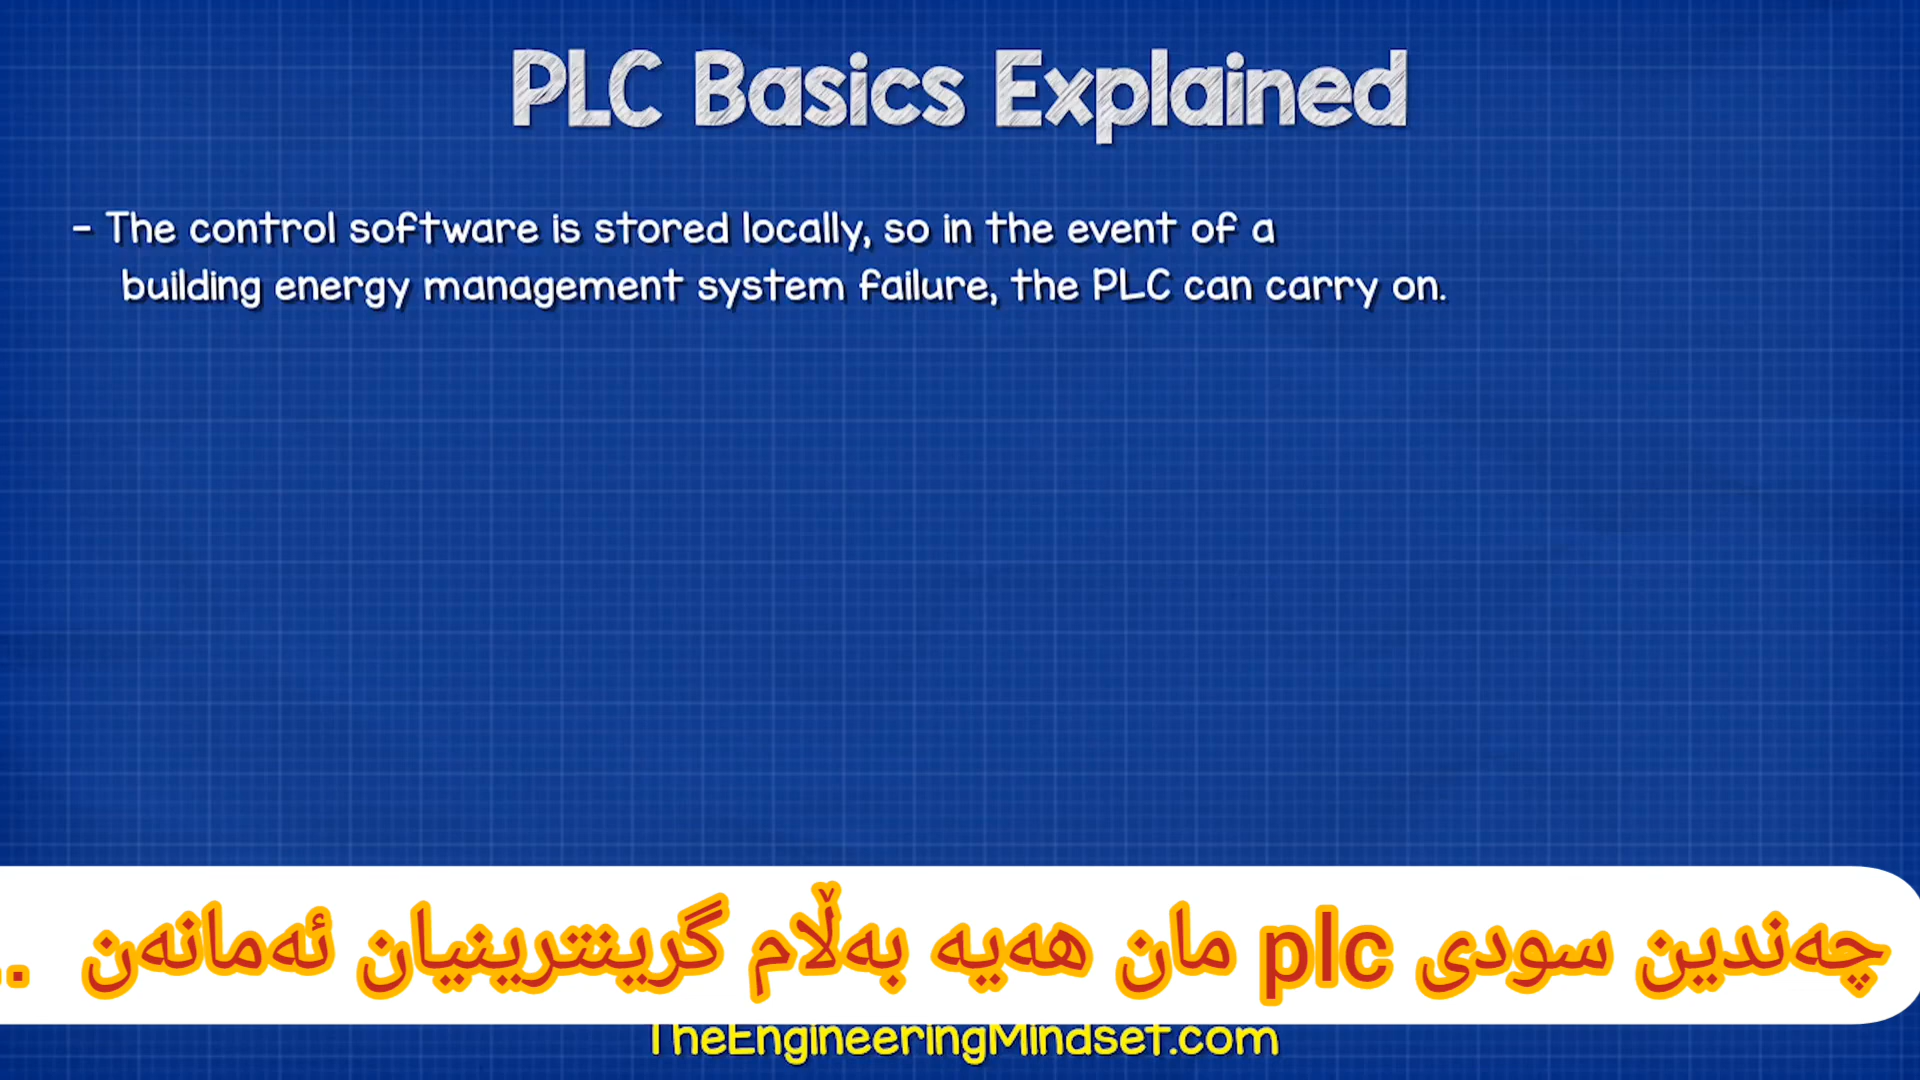 PLC Basics Explained
- The control software is stored locally, so in the event of a
building energy management system failure, the PLC can carry on.
چەندین سودی plc مان هەیە بەڵام گرینترینیان ئەمانەن ..
TheEngineeringMindset.com